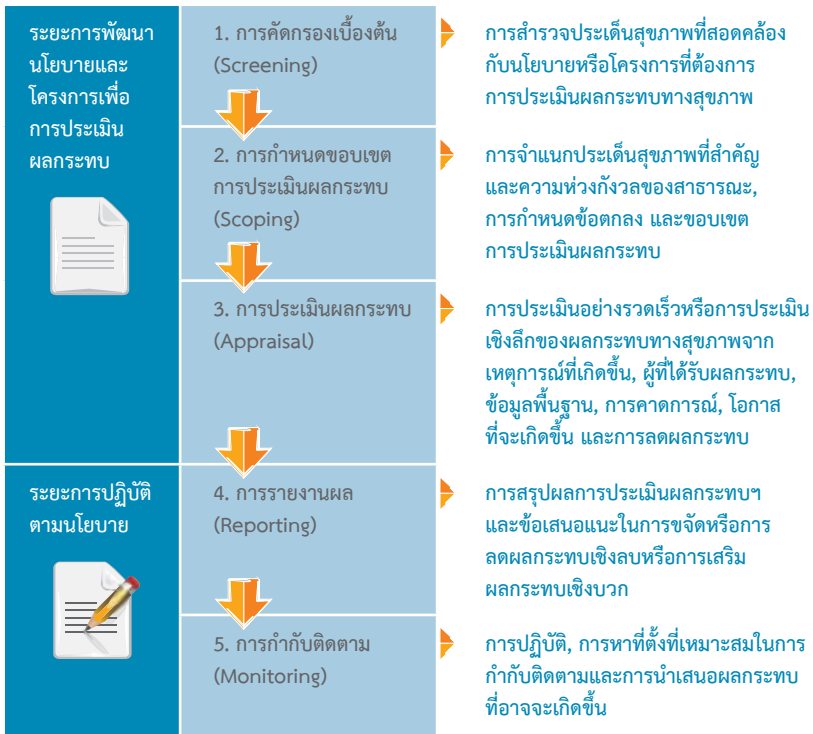 ระยะการพัฒนา
นโยบายและ
โครงการเพื่อ
การประเมิน
ผลกระทบ
1. การคัดกรองเบื้องต้น
(Screening)
การสำรวจประเด็นสุขภาพที่สอดคล้อง
กับนโยบายหรือโครงการที่ต้องการ
การประเมินผลกระทบทางสุขภาพ
2. การกำหนดขอบเขต
การประเมินผลกระทบ
(Scoping)
การจำแนกประเด็นสุขภาพที่สำคัญ
และความห่วงกังวลของสาธารณะ,
การกำหนดข้อตกลง และขอบเขต
การประเมินผลกระทบ
3. การประเมินผลกระทบ
(Appraisal)
การประเมินอย่างรวดเร็วหรือการประเมิน
เชิงลึกของผลกระทบทางสุขภาพจาก
เหตุการณ์ที่เกิดขึ้น, ผู้ที่ได้รับผลกระทบ,
ข้อมูลพื้นฐาน, การคาดการณ์, โอกาส
ที่จะเกิดขึ้น และการลดผลกระทบ
ระยะการปฏิบัติ
ตามนโยบาย
4. การรายงานผล
(Reporting)
การสรุปผลการประเมินผลกระทบฯ
และข้อเสนอแนะในการขจัดหรือการ
ลดผลกระทบเชิงลบหรือการเสริม
ผลกระทบเชิงบวก
5. การกำกับติดตาม
(Monitoring)
การปฏิบัติ, การหาที่ตั้งที่เหมาะสมในการ
กำกับติดตามและการนำเสนอผลกระทบ
ที่อาจจะเกิดขึ้น